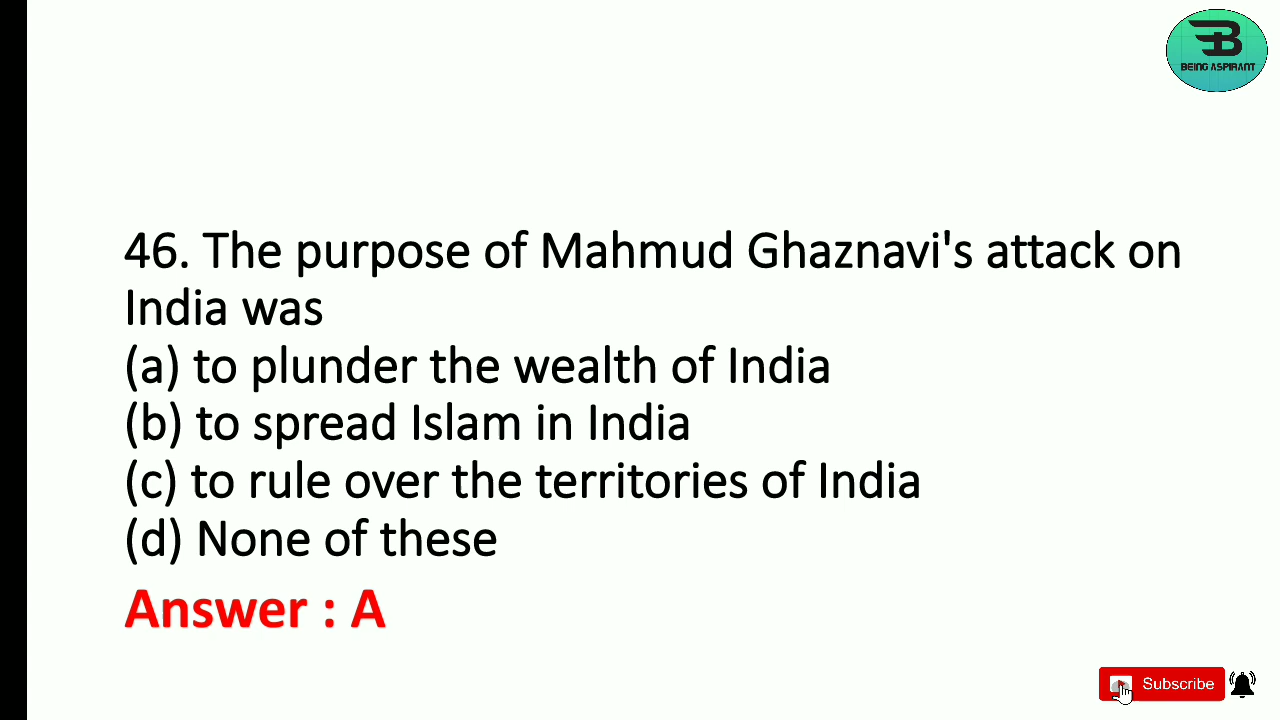 BEING ASPIRANT
46. The purpose of Mahmud Ghaznavi's attack on
India was
(a) to plunder the wealth of India
(b) to spread Islam in India
(c) to rule over the territories of India
(d) None of these
Answer : A
Subscribe